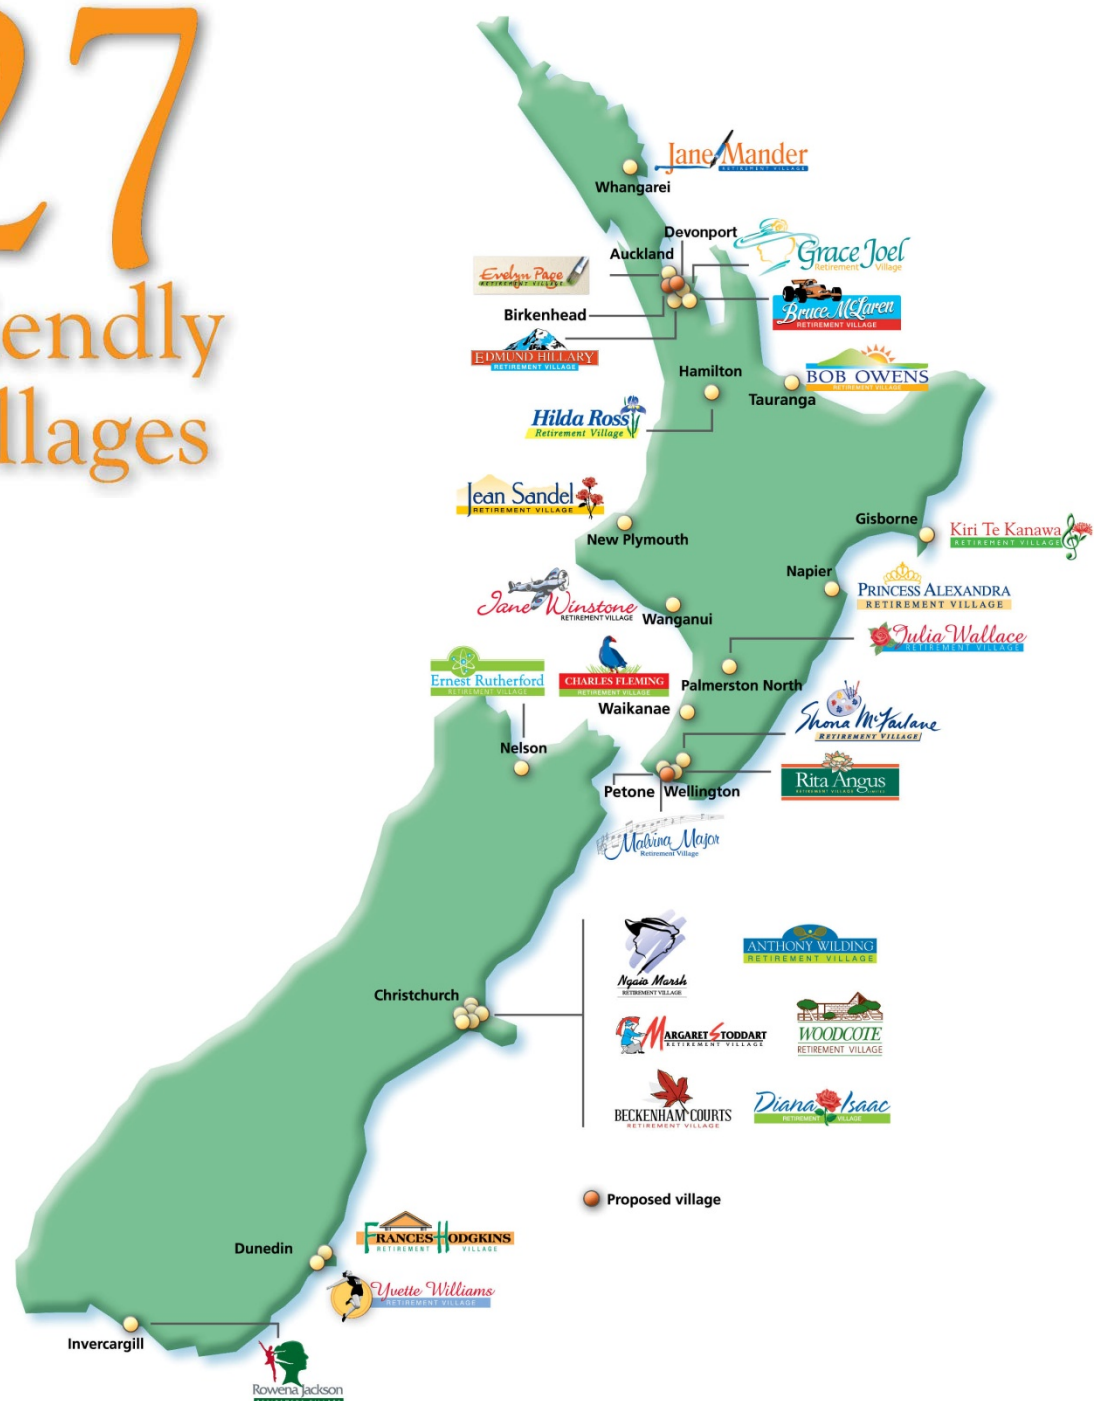 27
endly
llages
Jane Mander
RETIREMENT VILLAGE
Whangarei
Devonport
Auckland
Grace Joel
Retirement Village
Evelyn Page
RETIREMENT VILLAGE
Birkenhead
Bruce McLaren
RETIREMENT VILLAGE
EDMUND HILLARY
RETIREMENT VILLAGE
Hamilton
BOB OWENS
RETIREMENT VILLAGE
Tauranga
Hilda Ross
Retirement Village
Jean Sandel
RETIREMENT VILLAGE
New Plymouth
Gisborne
Kiri Te Kanawa
RETIREMENT VILLAGE
Napier
PRINCESS ALEXANDRA
RETIREMENT VILLAGE
Jane Winstone
RETIREMENT VILLAGE
Wanganui
Julia Wallace
RETIREMENT VILLAGE
Ernest Rutherford
RETIREMENT VILLAGE
CHARLES FLEMING
RETIREMENT VILLAGE
Palmerston North
Waikanae
Shona McFarlane
RETIREMENT VILLAGE
Nelson
Rita Angus
RETIREMENT VILLAGE
Petone
Wellington
Malvina Major
Retirement Village
Ngaio Marsh
RETIREMENT VILLAGE
ANTHONY WILDING
RETIREMENT VILLAGE
Christchurch
MARGARET STODDART
RETIREMENT VILLAGE
WOODCOTE
RETIREMENT VILLAGE
BECKENHAM COURTS
RETIREMENT VILLAGE
Diana Isaac
RETIREMENT VILLAGE
Proposed village
FRANCES HODGKINS
RETIREMENT VILLAGE
Dunedin
Yvette Williams
RETIREMENT VILLAGE
Invercargill
Rowena Jackson